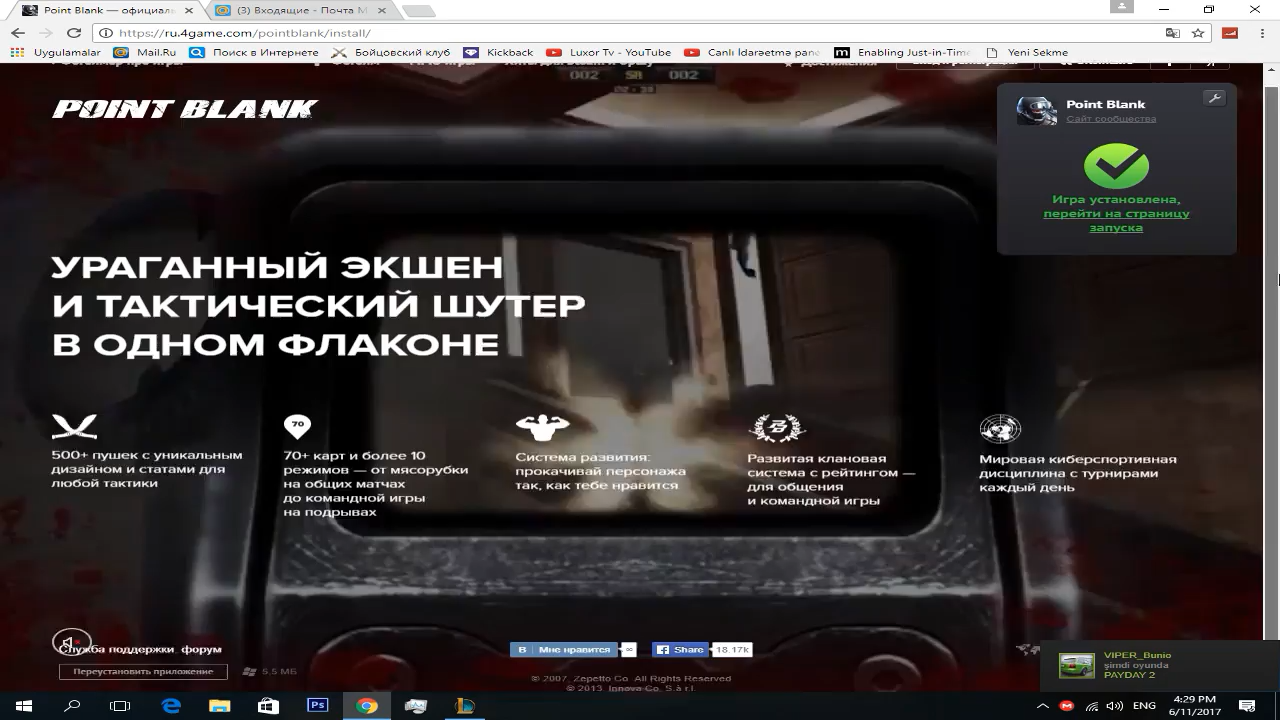 Point Blank — официал
(3) Входящие - Почта M
https://ru.4game.com/pointblank/install/
Uygulamalar
Mail.Ru
Поиск в Интернете
Бойцовский клуб
Kickback
Luxor Tv - YouTube
Canlı İdarəetmə pane
Enabling Just-in-Time
Yeni Sekme
002 SR 002
POINT BLANK
Point Blank
Сайт сообщества
Игра установлена,
перейти на страницу
запуска
УРАГАННЫЙ ЭКШЕН
И ТАКТИЧЕСКИЙ ШУТЕР
В ОДНОМ ФЛАКОНЕ
500+ пушек с уникальным
дизайном и статами для
любой тактики
70
70+ карт и более 10
режимов — от мясорубки
на общих матчах
до командной игры
на подрывах
Система развития:
прокачивай персонажа
так, как тебе нравится
Развитая клановая
система с рейтингом —
для общения
и командной игры
Мировая киберспортивная
дисциплина с турнирами
каждый день
Служба поддержки, форум
Переустановить приложение
5.5 МБ
B Мне нравится
∞
Share
18.17k
© 2007, Zepetto Co. All Rights Reserved
© 2013, Innova Co. S.à r.l.
VIPER_Bunio
şimdi oyunda
PAYDAY 2
ENG
4:29 PM
6/11/2017